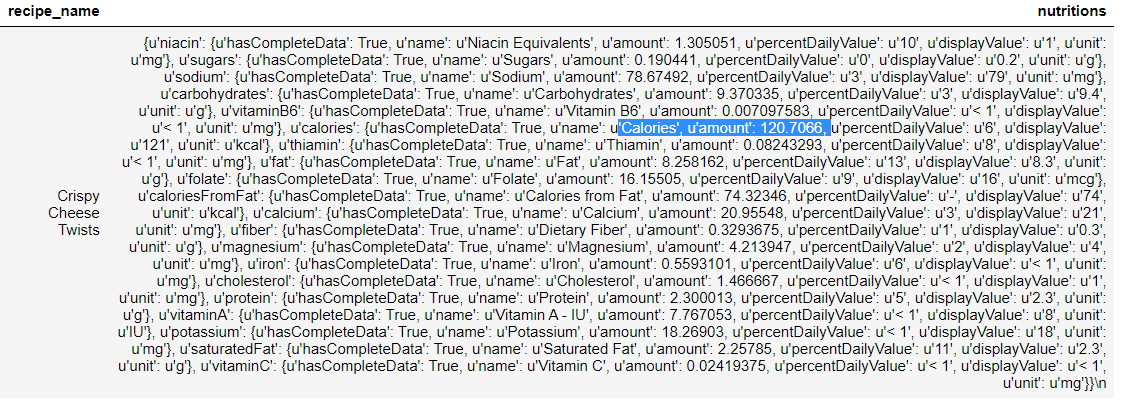 recipe_name nutritions
{u'niacin': {u'hasCompleteData': True, u'name': u'Niacin Equivalents', u'amount': 1.305051, u'percentDailyValue': u'10', u'displayValue': u'1', u'unit':
u'mg'}, u'sugars': {u'hasCompleteData': True, u'name': u'Sugars', u'amount': 0.190441, u'percentDailyValue': u'0', u'displayValue': u'0.2', u'unit': u'g'},
u'sodium': {u'hasCompleteData': True, u'name': u'Sodium', u'amount': 78.67492, u'percentDailyValue': u'3', u'displayValue': u'79', u'unit': u'mg'},
u'carbohydrates': {u'hasCompleteData': True, u'name': u'Carbohydrates', u'amount': 9.370335, u'percentDailyValue': u'3', u'displayValue': u'9.4',
u'unit': u'g'}, u'vitaminB6': {u'hasCompleteData': True, u'name': u'Vitamin B6', u'amount': 0.007097583, u'percentDailyValue': u'< 1', u'displayValue':
u'< 1', u'unit': u'mg'}, u'calories': {u'hasCompleteData': True, u'name': u'Calories', u'amount': 120.7066, u'percentDailyValue': u'6', u'displayValue':
u'121', u'unit': u'kcal'}, u'thiamin': {u'hasCompleteData': True, u'name': u'Thiamin', u'amount': 0.08243293, u'percentDailyValue': u'8', u'displayValue':
u'< 1', u'unit': u'mg'}, u'fat': {u'hasCompleteData': True, u'name': u'Fat', u'amount': 8.258162, u'percentDailyValue': u'13', u'displayValue': u'8.3', u'unit':
u'g'}, u'folate': {u'hasCompleteData': True, u'name': u'Folate', u'amount': 16.15505, u'percentDailyValue': u'9', u'displayValue': u'16', u'unit': u'mcg'},
Crispy u'caloriesFromFat': {u'hasCompleteData': True, u'name': u'Calories from Fat', u'amount': 74.32346, u'percentDailyValue': u'-', u'displayValue': u'74',
Cheese u'unit': u'kcal'}, u'calcium': {u'hasCompleteData': True, u'name': u'Calcium', u'amount': 20.95548, u'percentDailyValue': u'3', u'displayValue': u'21',
Twists u'unit': u'mg'}, u'fiber': {u'hasCompleteData': True, u'name': u'Dietary Fiber', u'amount': 0.3293675, u'percentDailyValue': u'1', u'displayValue': u'0.3',
u'unit': u'g'}, u'magnesium': {u'hasCompleteData': True, u'name': u'Magnesium', u'amount': 4.213947, u'percentDailyValue': u'2', u'displayValue': u'4',
u'unit': u'mg'}, u'iron': {u'hasCompleteData': True, u'name': u'Iron', u'amount': 0.5593101, u'percentDailyValue': u'6', u'displayValue': u'< 1', u'unit':
u'mg'}, u'cholesterol': {u'hasCompleteData': True, u'name': u'Cholesterol', u'amount': 1.466667, u'percentDailyValue': u'< 1', u'displayValue': u'1',
u'unit': u'mg'}, u'protein': {u'hasCompleteData': True, u'name': u'Protein', u'amount': 2.300013, u'percentDailyValue': u'5', u'displayValue': u'2.3', u'unit':
u'g'}, u'vitaminA': {u'hasCompleteData': True, u'name': u'Vitamin A - IU', u'amount': 7.767053, u'percentDailyValue': u'< 1', u'displayValue': u'8', u'unit':
u'IU'}, u'potassium': {u'hasCompleteData': True, u'name': u'Potassium', u'amount': 18.26903, u'percentDailyValue': u'< 1', u'displayValue': u'18', u'unit':
u'mg'}, u'saturatedFat': {u'hasCompleteData': True, u'name': u'Saturated Fat', u'amount': 2.25785, u'percentDailyValue': u'11', u'displayValue': u'2.3',
u'unit': u'g'}, u'vitaminC': {u'hasCompleteData': True, u'name': u'Vitamin C', u'amount': 0.02419375, u'percentDailyValue': u'< 1', u'displayValue': u'< 1',
u'unit': u'mg'}}\n